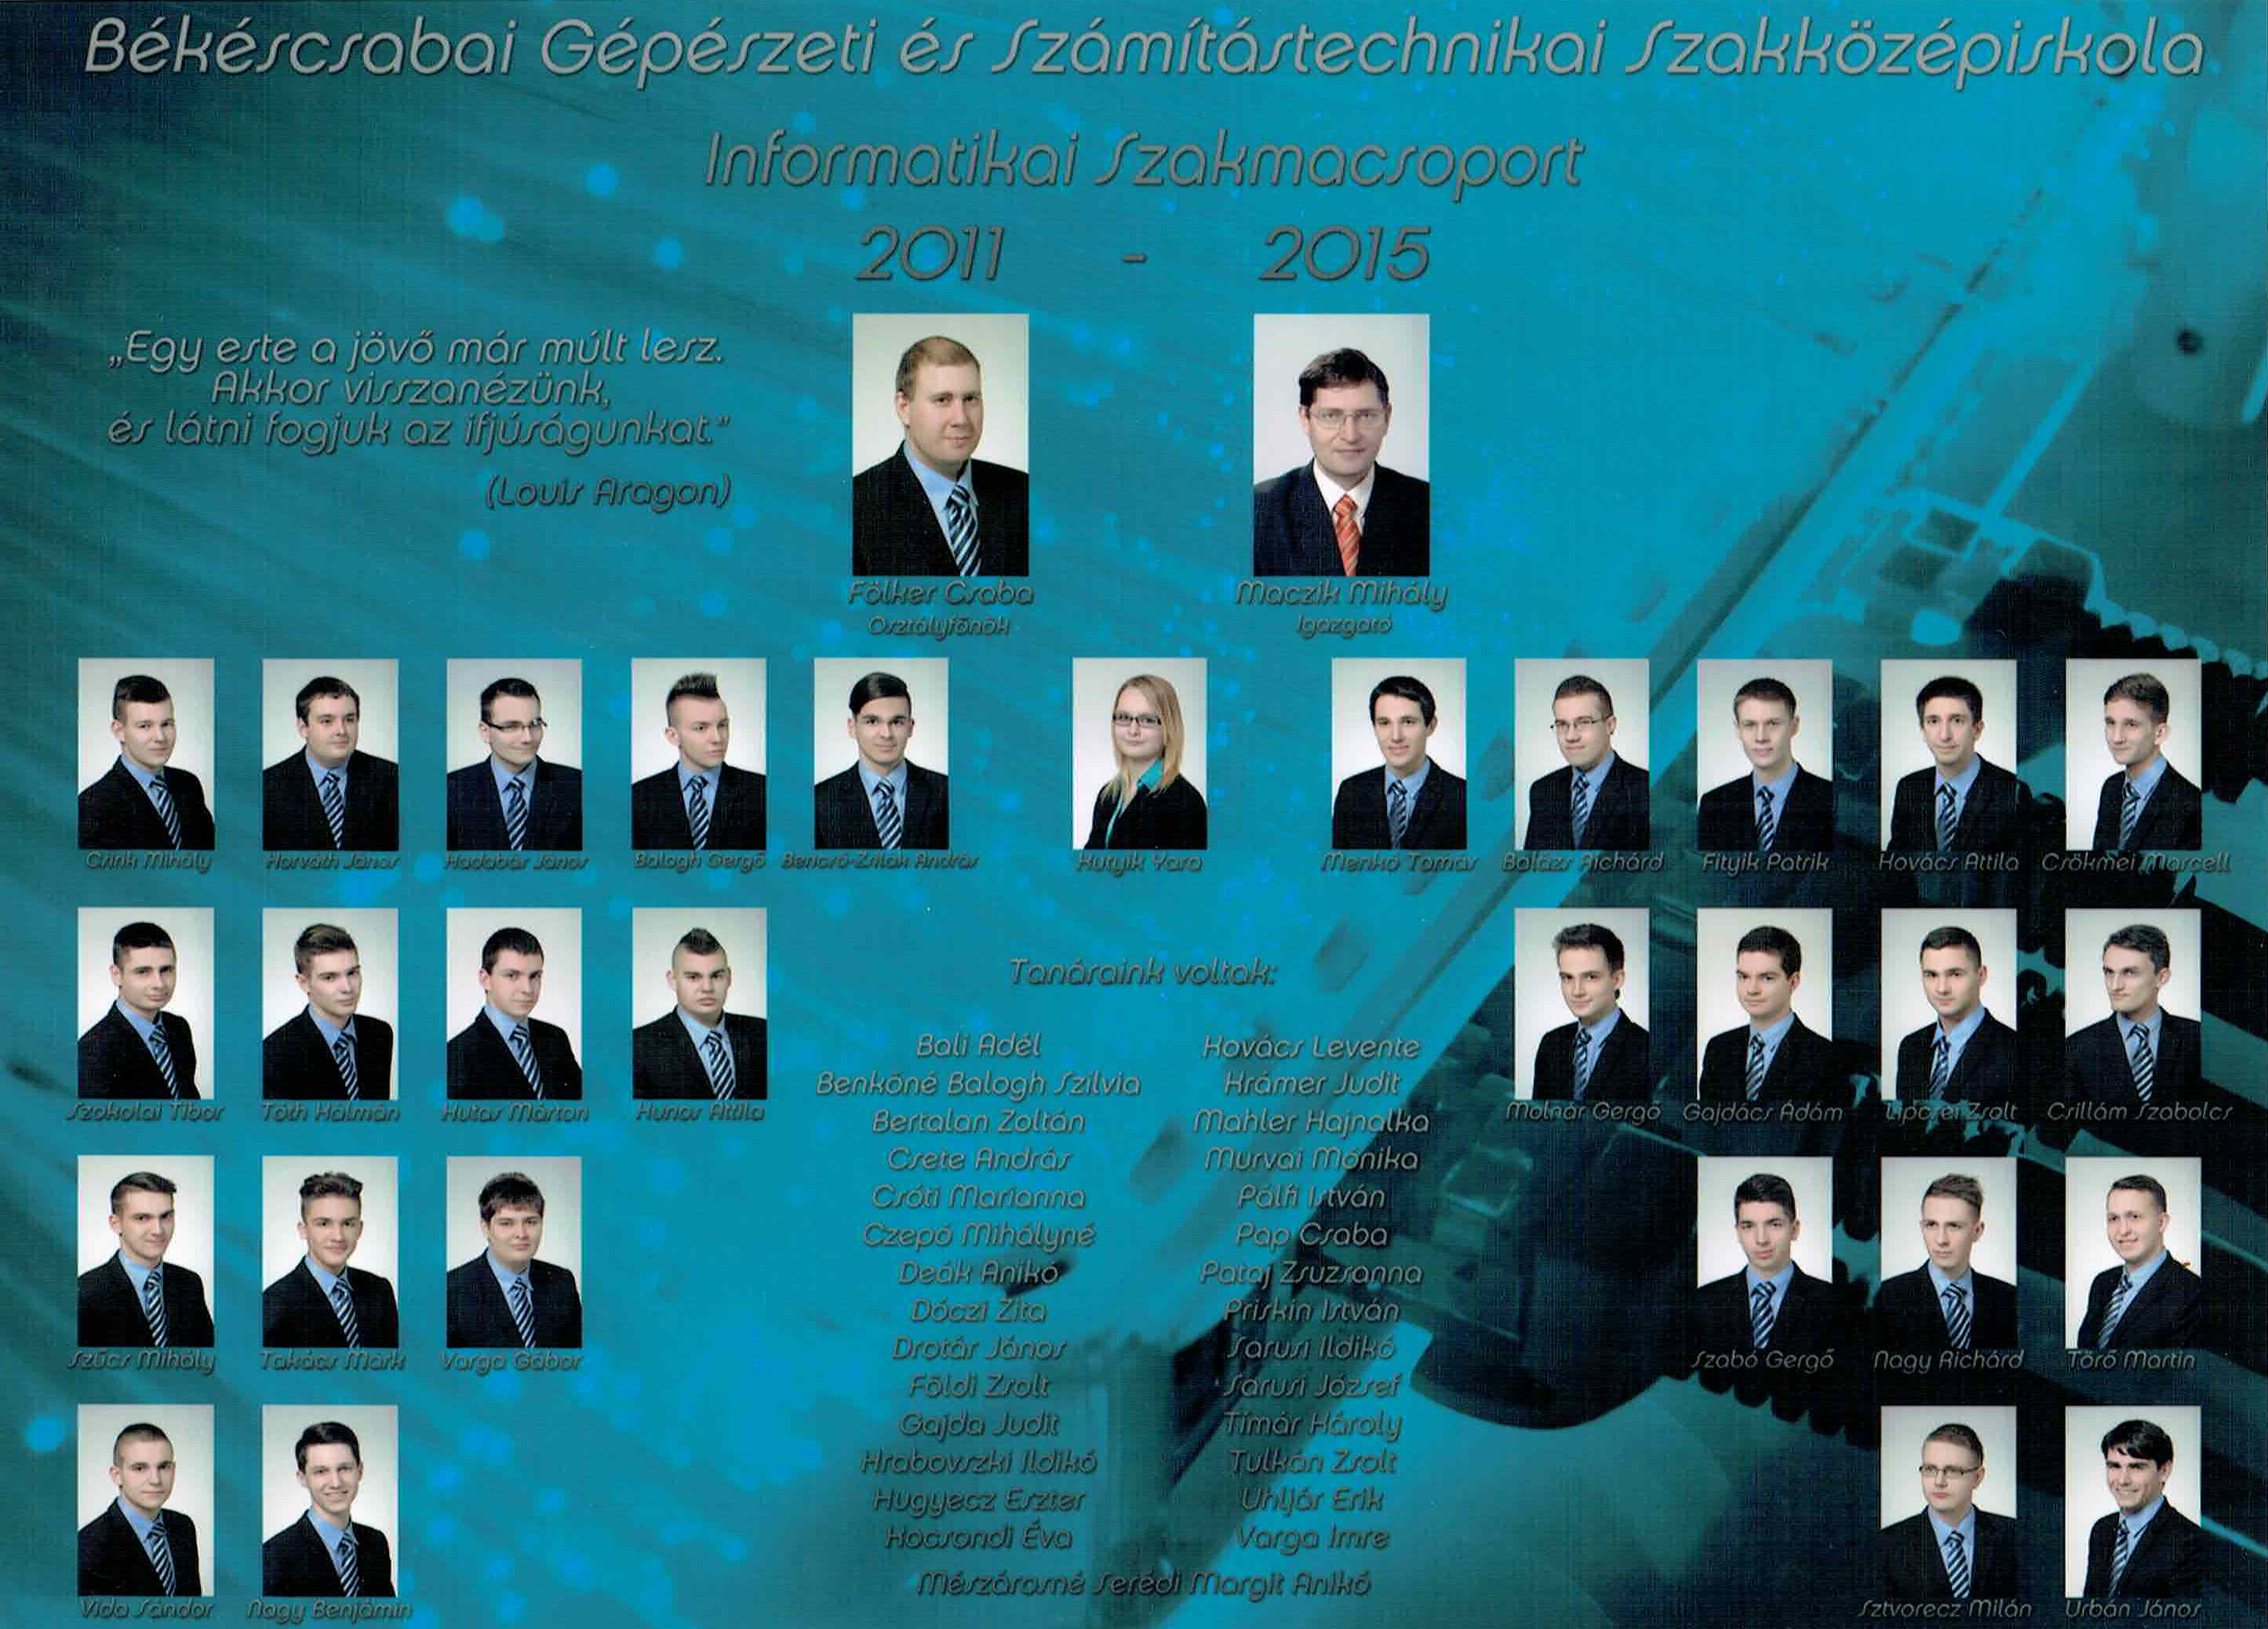 Békéscsabai Gépészeti és Számítástechnikai Szakközépiskola
Informatikai Szakmacsoport
2011 - 2015
„Egy este a jövő már múlt lesz.
Akkor visszanézünk,
és látni fogjuk az ifjúságunkat."
(Louis Aragon)
Fölker Csaba
Osztályfőnök
Maczik Mihály
Igazgató
Csink Mihály
Horváth János
Hadabás János
Balogh Gergő
Bencsró-Zsilak András
Kutyik Yara
Menkó Tamás
Balázs Richárd
Fityik Patrik
Kovács Attila
Csökmei Marcell
Szokolai Tibor
Tóth Kálmán
Kutas Márton
Kunos Attila
Molnár Gergő
Gajdács Ádám
Lipcsei Zsolt
Csillám Szabolcs
Szűcs Mihály
Takács Márk
Varga Gábor
Szabó Gergő
Nagy Richárd
Törő Martin
Vida Sándor
Nagy Benjámin
Sztvorecz Milán
Urbán János
Tanáraink voltak:
Bali Adél
Benkőné Balogh Szilvia
Bertalan Zoltán
Csete András
Csóti Marianna
Czepó Mihályné
Deák Anikó
Dóczi Zita
Drotár János
Földi Zsolt
Gajda Judit
Hrabovszki Ildikó
Hugyecz Eszter
Kocsondi Éva
Kovács Levente
Krámer Judit
Mahler Hajnalka
Murvai Mónika
Pálfi István
Pap Csaba
Pataj Zsuzsanna
Priskin István
Sarusi Ildikó
Sarusi József
Tímár Károly
Tulkán Zsolt
Uhljár Erik
Varga Imre
Mészárosné Serédi Margit Anikó